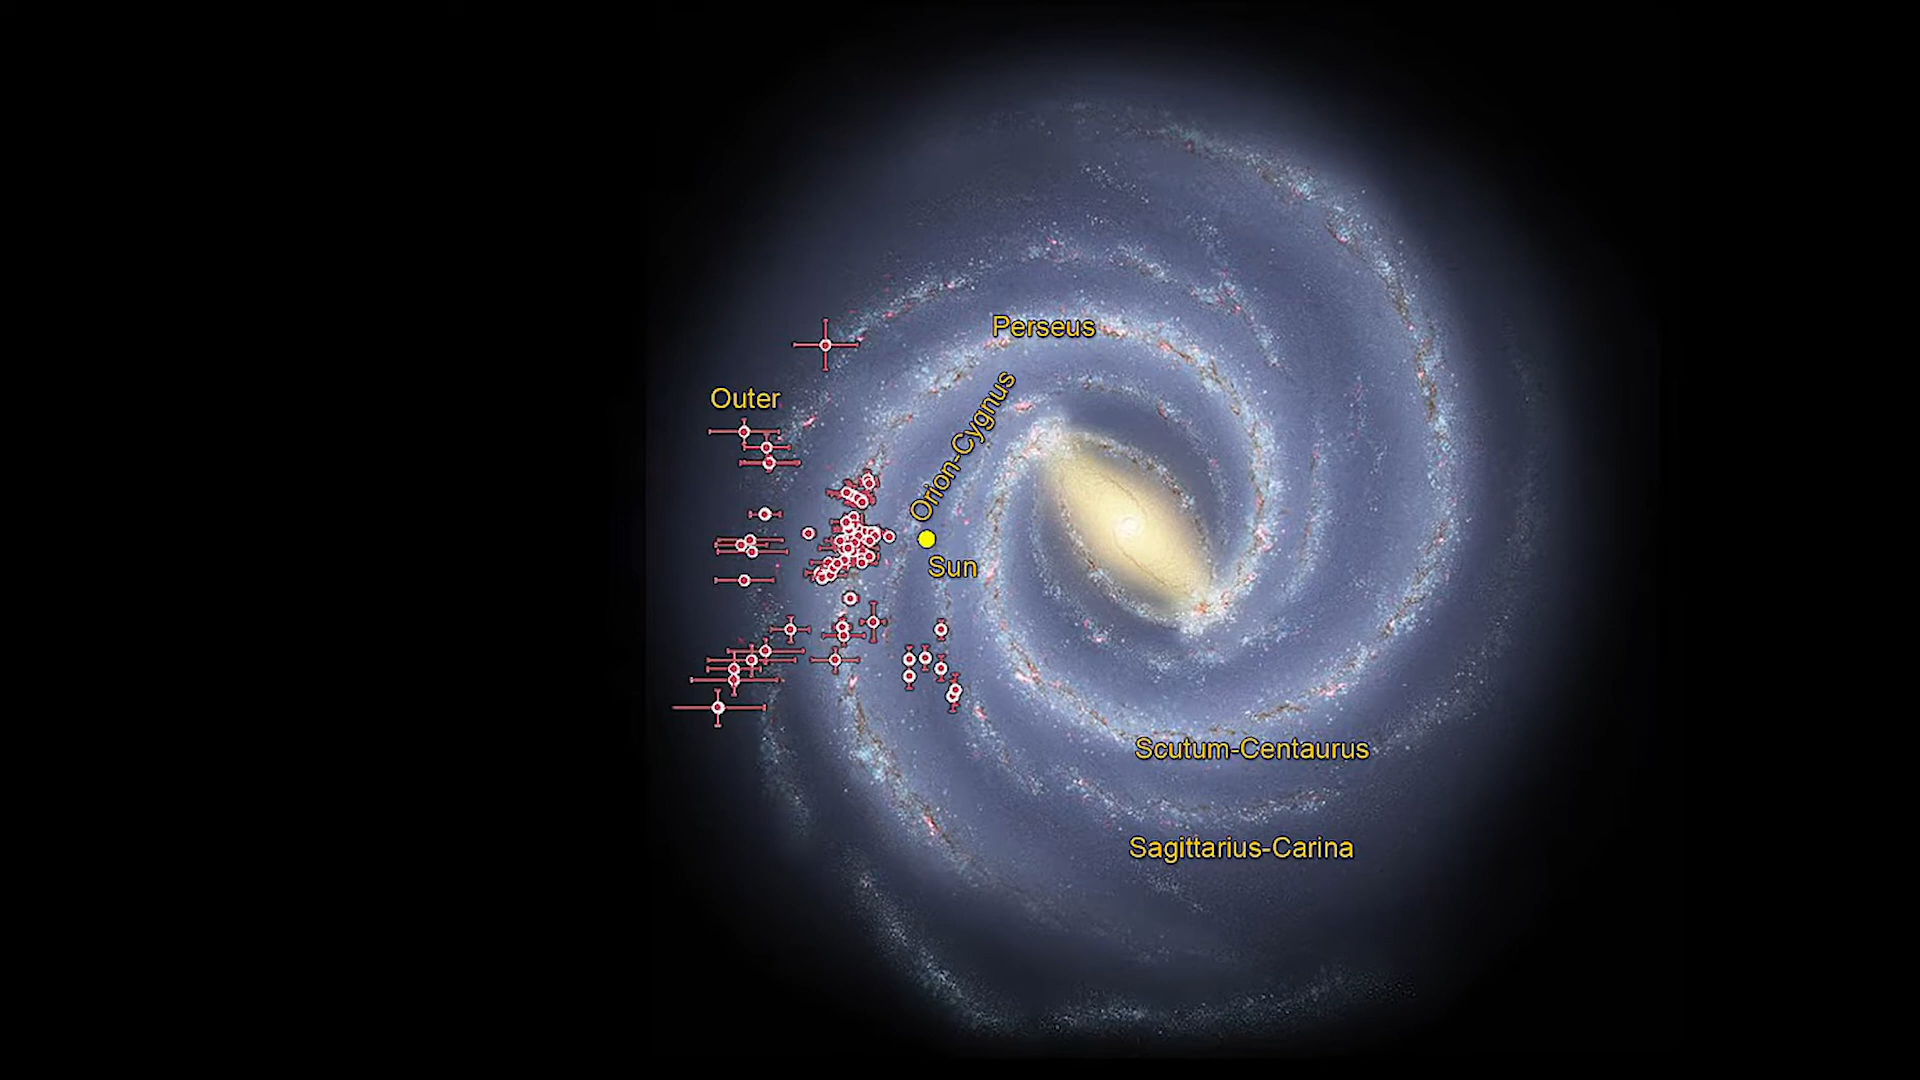 Perseus
Outer
Orion-Cygnus
Sun
Scutum-Centaurus
Sagittarius-Carina